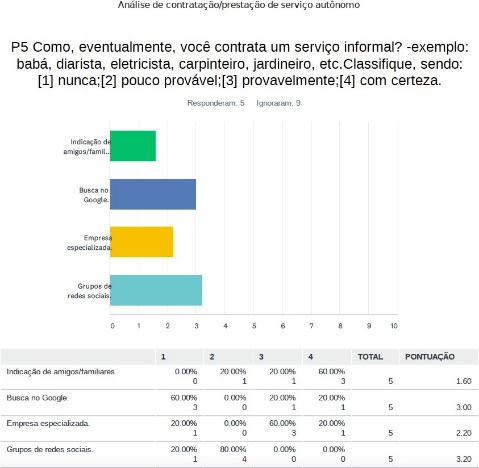 Análise de contratação/prestação de serviço autônomo
P5 Como, eventualmente, você contrata um serviço informal? -exemplo:
babá, diarista, eletricista, carpinteiro, jardineiro, etc.Classifique, sendo:
[1] nunca;[2] pouco provável;[3] provavelmente;[4] com certeza.
Responderam: 5 Ignoraram: 9
Indicação de
amigos/famil...
Busca no
Google.
Empresa
especializada.
Grupos de
redes sociais.
0 1 2 3 4 5 6 7 8 9 10
1 2 3 4 TOTAL PONTUAÇÃO
Indicação de amigos/familiares. 0.00% 20.00% 20.00% 60.00%
0 1 1 3 5 1.60
Busca no Google. 60.00% 0.00% 20.00% 20.00%
3 0 1 1 5 3.00
Empresa especializada. 20.00% 0.00% 60.00% 20.00%
1 0 3 1 5 2.20
Grupos de redes sociais. 20.00% 80.00% 0.00% 0.00%
1 4 0 0 5 3.20